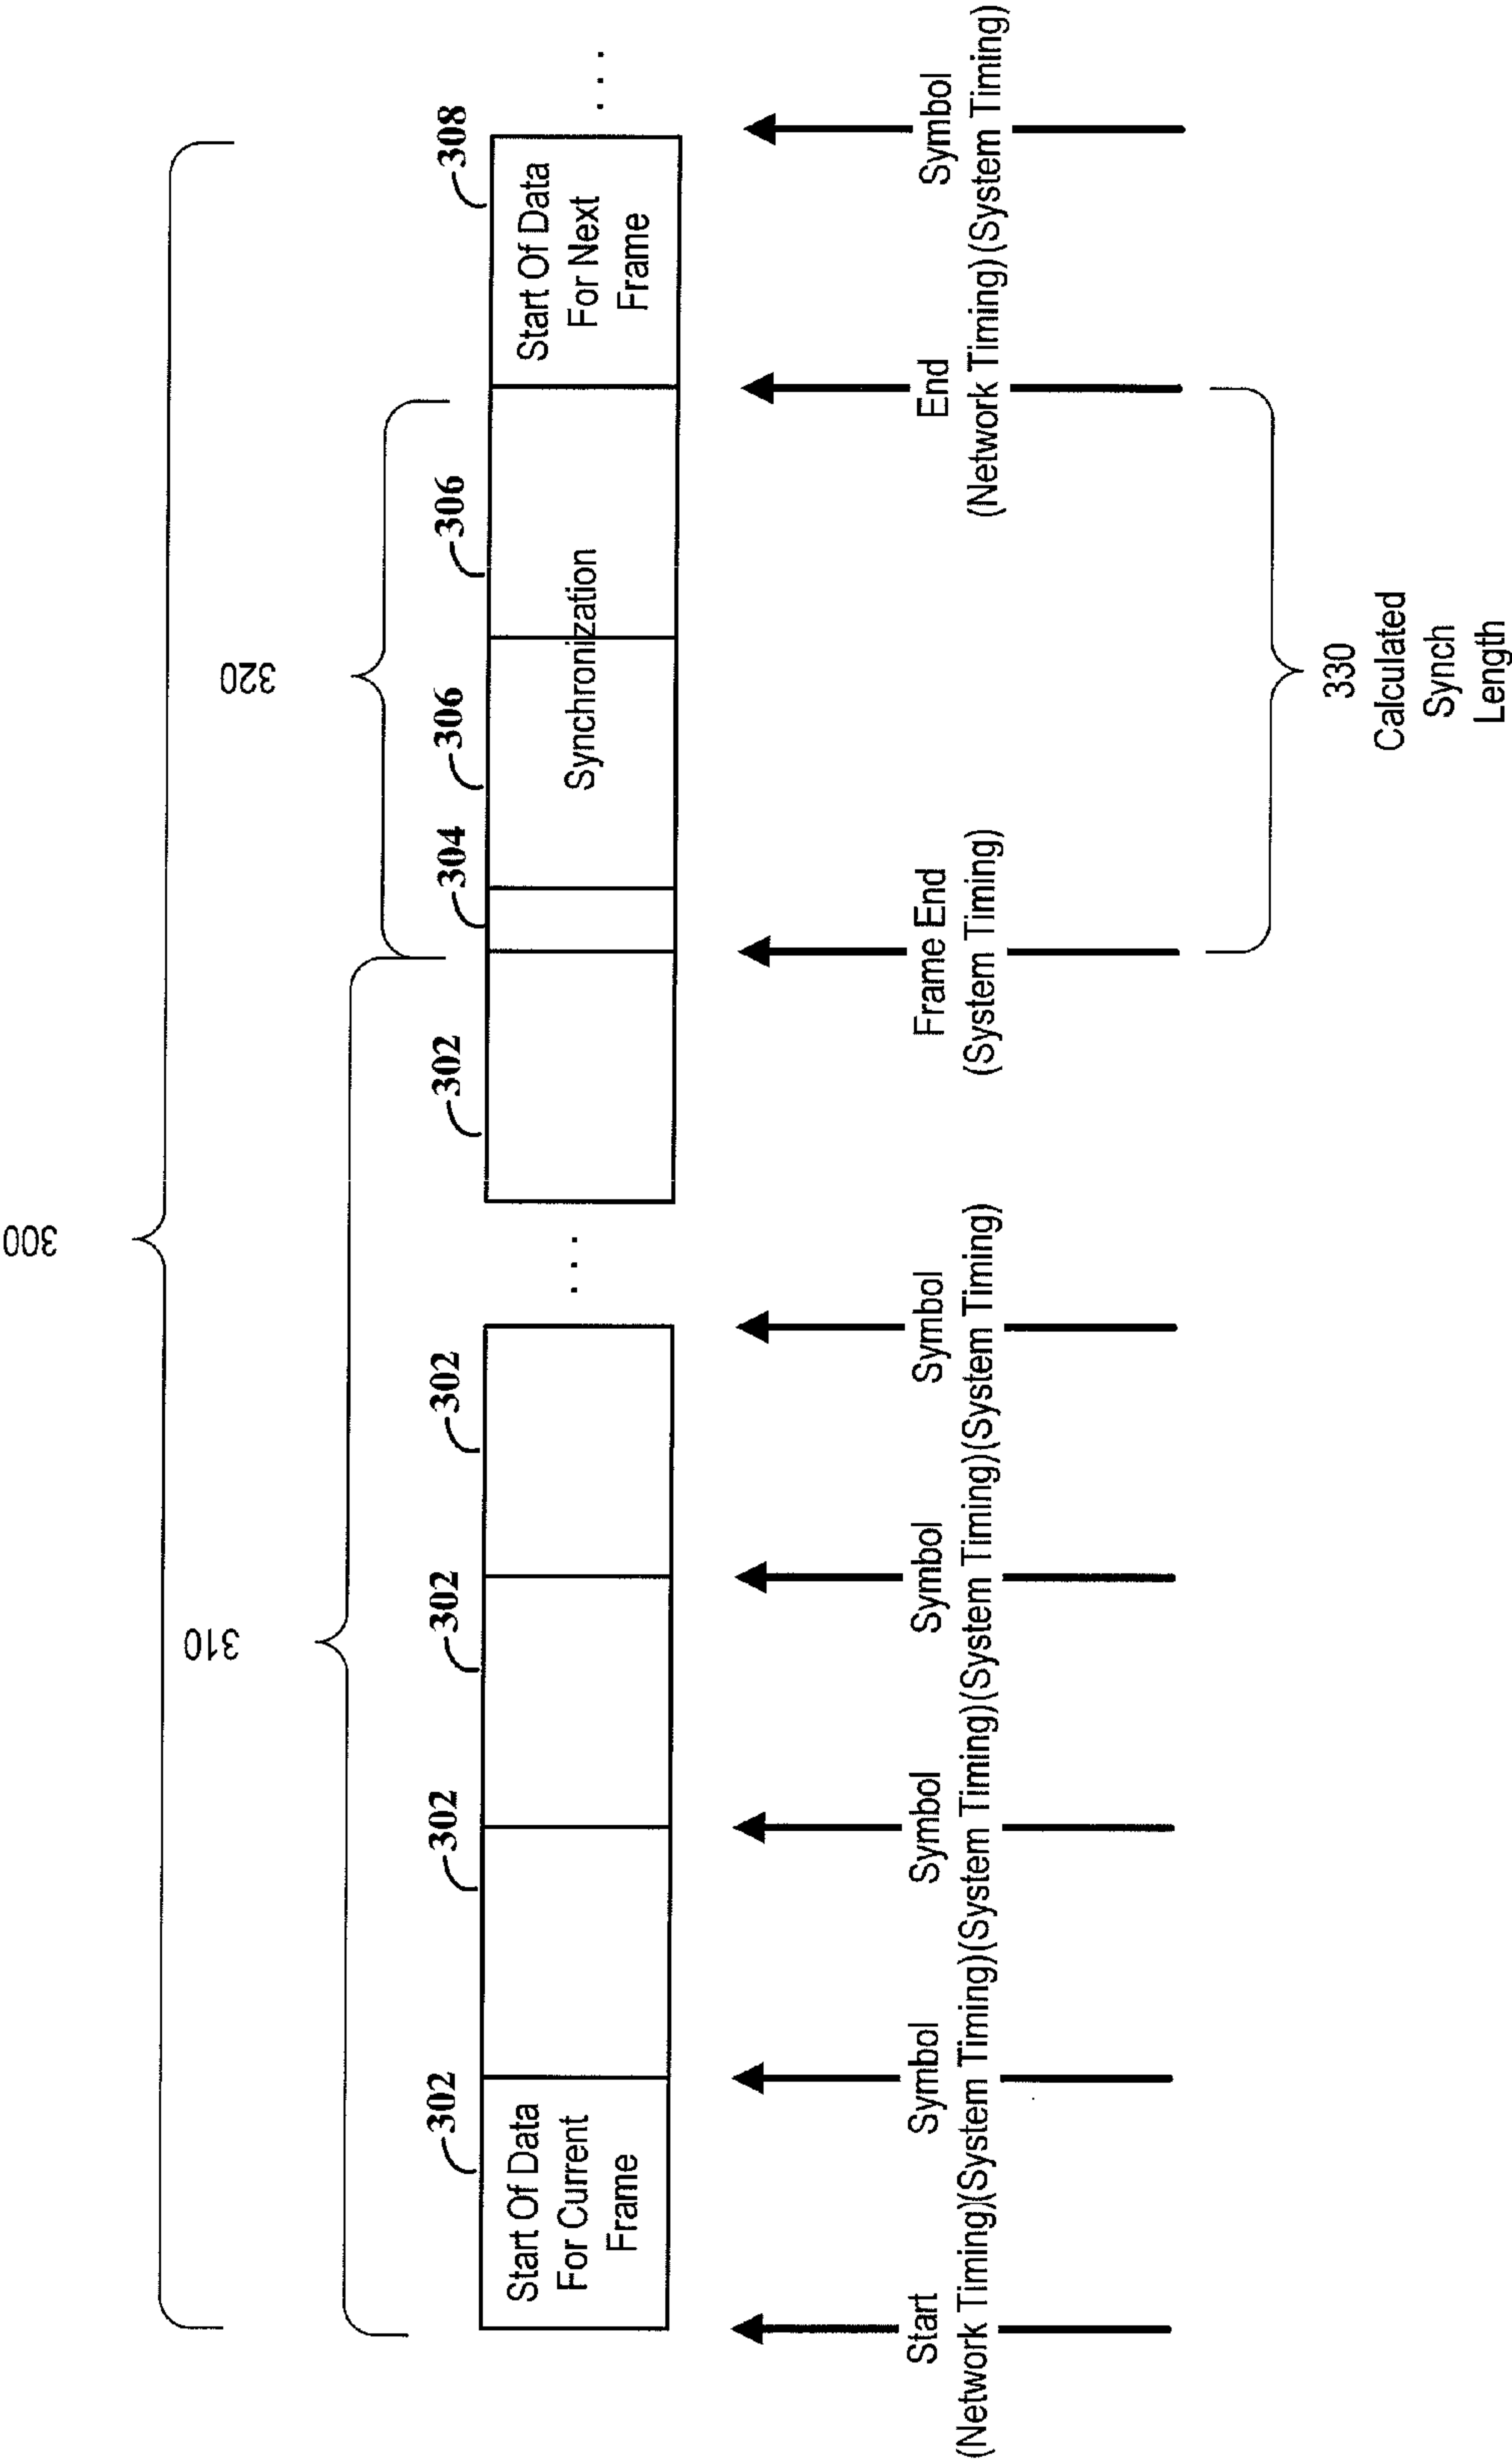 300
310
320
302
302
302
302
302
304
306
306
308
Start Of Data
For Current
Frame
. . .
Synchronization
Start Of Data
For Next
Frame
. . .
Start
(Network Timing)
Symbol
(System Timing)
Symbol
(System Timing)
Symbol
(System Timing)
Symbol
(System Timing)
Frame End
(System Timing)
End
(Network Timing)
Symbol
(System Timing)
330
Calculated
Synch
Length